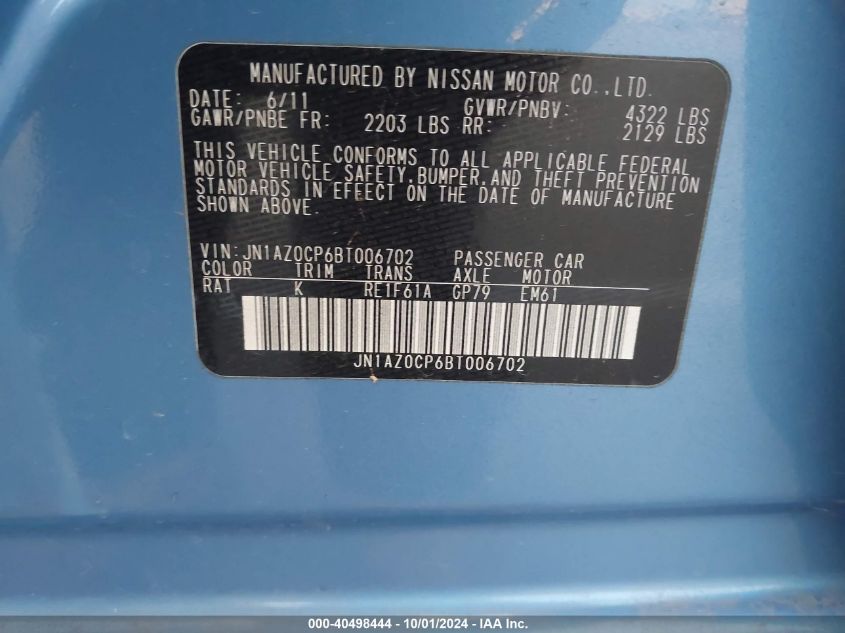 MANUFACTURED BY NISSAN MOTOR CO.,LTD.
DATE: 6/11 GVWR/PNBV: 4322 LBS
GAWR/PNBE FR: 2203 LBS RR: 2129 LBS
THIS VEHICLE CONFORMS TO ALL APPLICABLE FEDERAL
MOTOR VEHICLE SAFETY,BUMPER,AND THEFT PREVENTION
STANDARDS IN EFFECT ON THE DATE OF MANUFACTURE
SHOWN ABOVE.
VIN:JN1AZ0CP6BT006702 PASSENGER CAR
COLOR TRIM TRANS AXLE MOTOR
RAT K RE1F61A GP79 EM61
JN1AZ0CP6BT006702
000-40498444 - 10/01/2024 - IAA Inc.